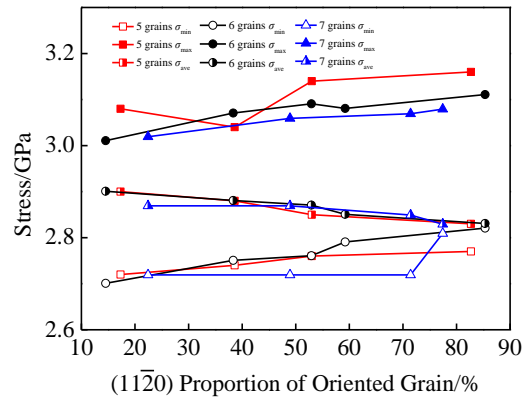 5 grains σmin 6 grains σmin 7 grains σmin
5 grains σmax 6 grains σmax 7 grains σmax
5 grains σave 6 grains σave 7 grains σave
3.2
3.0
2.8
2.6
Stress/GPa
10 20 30 40 50 60 70 80 90
(112̅0) Proportion of Oriented Grain/%